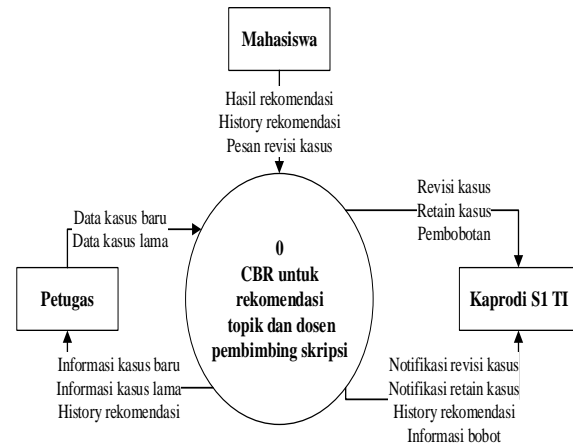 Mahasiswa
Hasil rekomendasi
History rekomendasi
Pesan revisi kasus
Data kasus baru
Data kasus lama
Petugas
Informasi kasus baru
Informasi kasus lama
History rekomendasi
0
CBR untuk
rekomendasi
topik dan dosen
pembimbing skripsi
Revisi kasus
Retain kasus
Pembobotan
Kaprodi S1 TI
Notifikasi revisi kasus
Notifikasi retain kasus
History rekomendasi
Informasi bobot